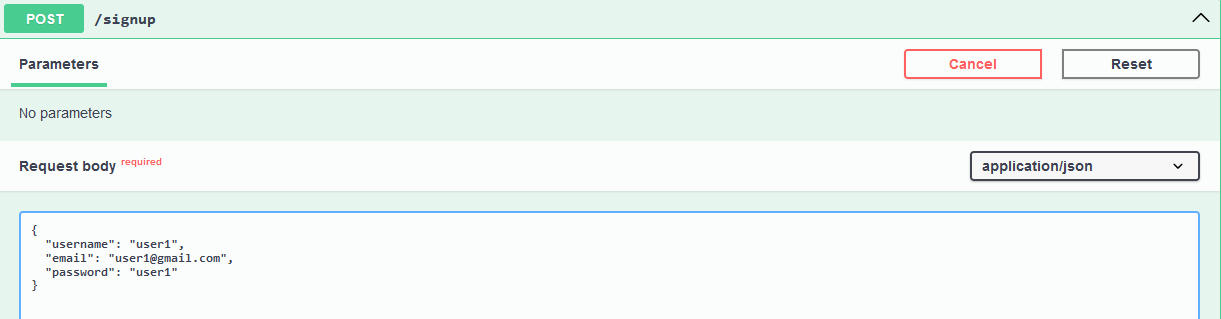 POST /signup
Parameters Cancel Reset
No parameters
Request body required application/json
{
  "username": "user1",
  "email": "user1@gmail.com",
  "password": "user1"
}